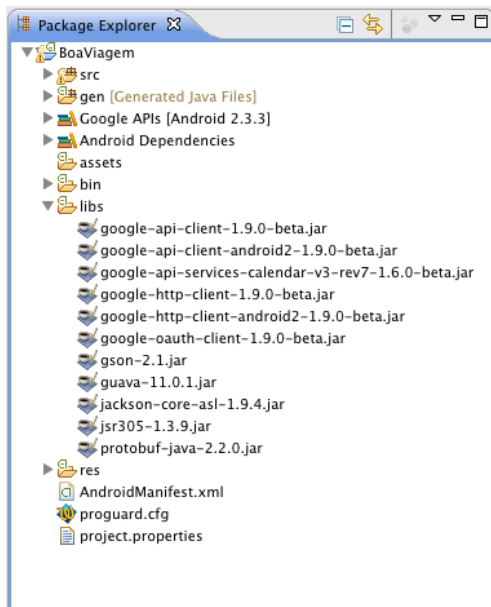 Package Explorer
BoaViagem
src
gen [Generated Java Files]
Google APIs [Android 2.3.3]
Android Dependencies
assets
bin
libs
google-api-client-1.9.0-beta.jar
google-api-client-android2-1.9.0-beta.jar
google-api-services-calendar-v3-rev7-1.6.0-beta.jar
google-http-client-1.9.0-beta.jar
google-http-client-android2-1.9.0-beta.jar
google-oauth-client-1.9.0-beta.jar
gson-2.1.jar
guava-11.0.1.jar
jackson-core-asl-1.9.4.jar
jsr305-1.3.9.jar
protobuf-java-2.2.0.jar
res
AndroidManifest.xml
proguard.cfg
project.properties